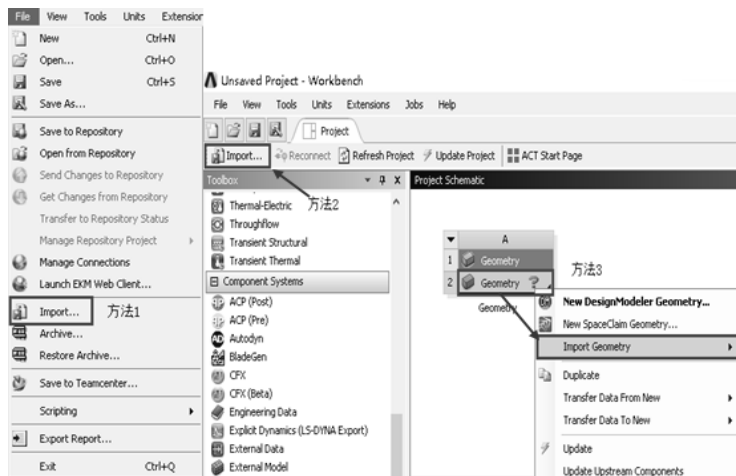 File View Tools Units Extension
New Ctrl+N
Open... Ctrl+O
Save Ctrl+S
Save As...
Save to Repository
Open from Repository
Send Changes to Repository
Get Changes from Repository
Transfer to Repository Status
Manage Repository Project
Manage Connections
Launch EKM Web Client...
Import... 方法1
Archive...
Restore Archive...
Save to Teamcenter...
Scripting
Export Report...
Exit Ctrl+Q
Unsaved Project - Workbench
File View Tools Units Extensions Jobs Help
Project
Import... Reconnect Refresh Project Update Project ACT Start Page
Toolbox
方法2
Thermal-Electric
Throughflow
Transient Structural
Transient Thermal
Component Systems
ACP (Post)
ACP (Pre)
Autodyn
BladeGen
CFX
CFX (Beta)
Engineering Data
Explicit Dynamics (LS-DYNA Export)
External Data
External Model
Project Schematic
A
1 Geometry
2 Geometry ?
Geometry
方法3
New DesignModeler Geometry...
New SpaceClaim Geometry...
Import Geometry
Duplicate
Transfer Data From New
Transfer Data To New
Update
Update Upstream Components